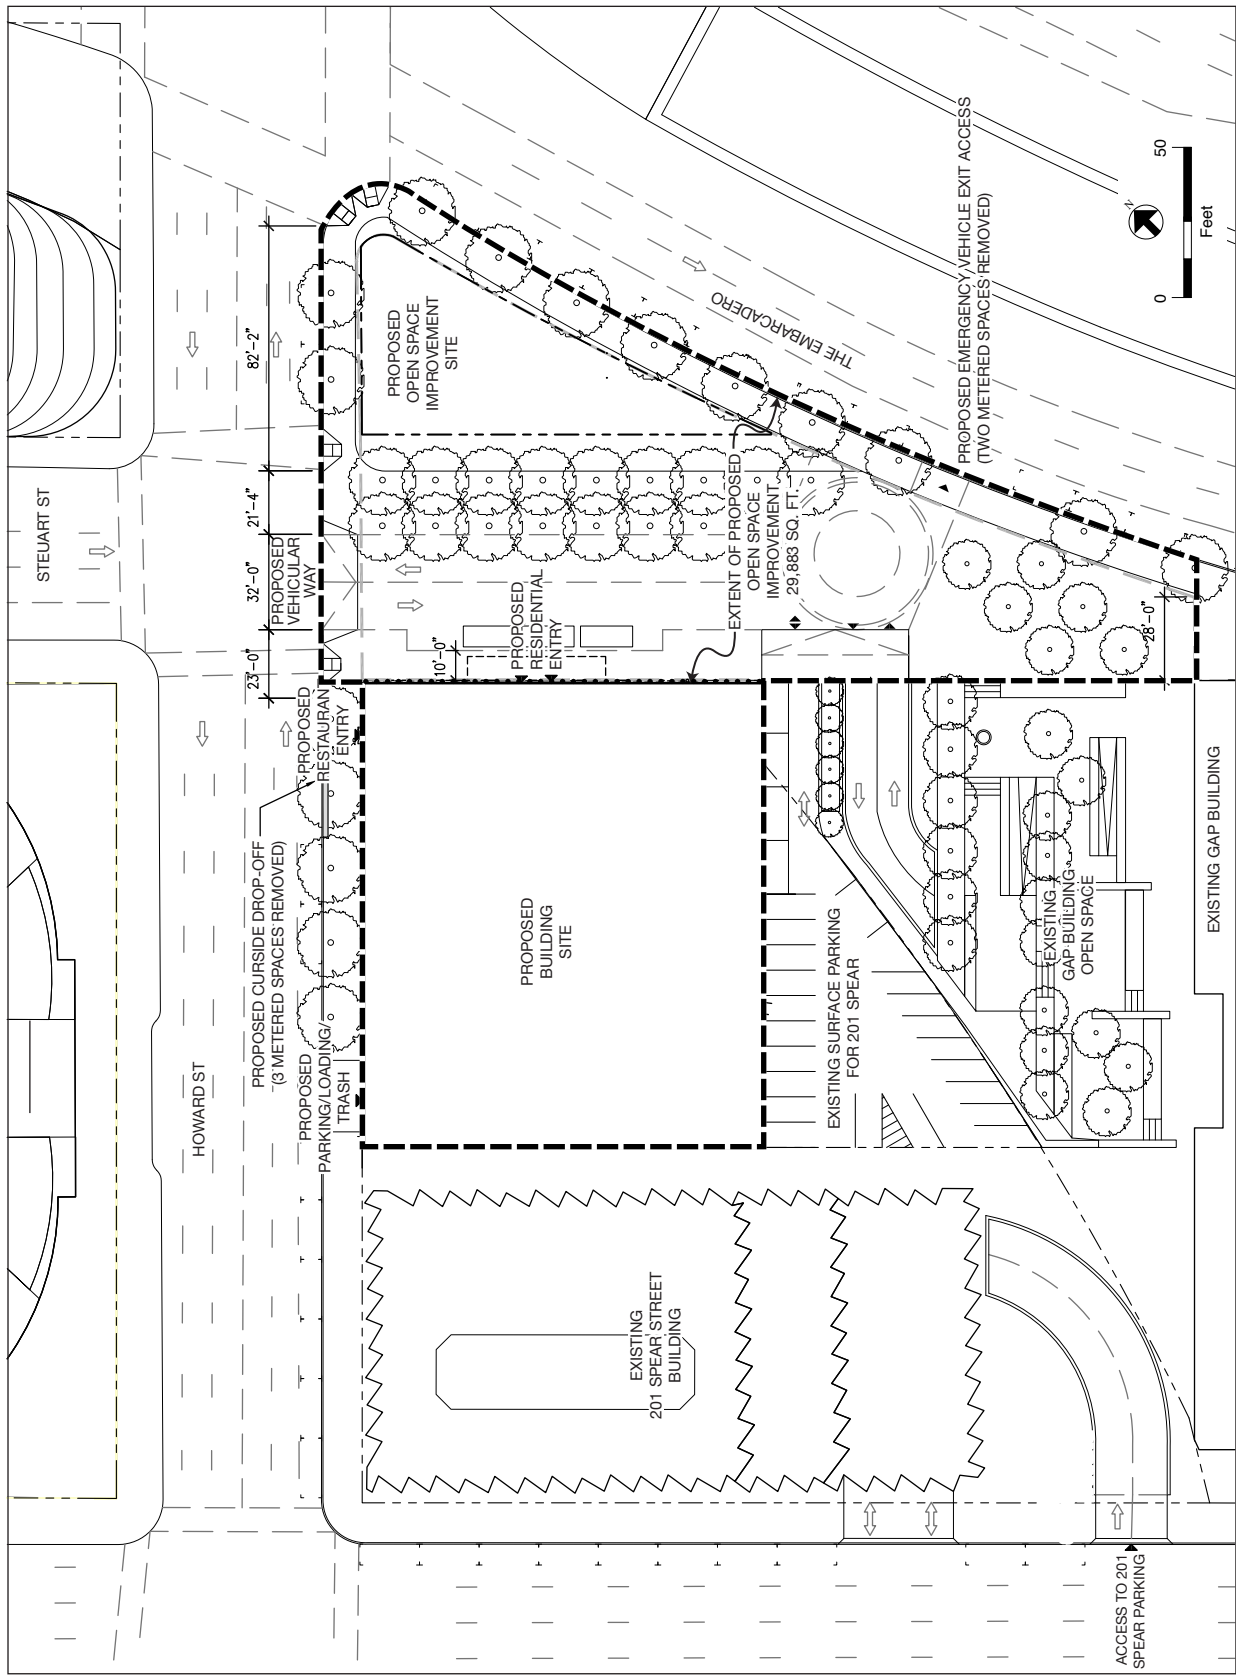 STEUART ST
HOWARD ST
23'-0"
32'-0"
21'-4"
82'-2"
PROPOSED
VEHICULAR
WAY
PROPOSED CURSIDE DROP-OFF
(3 METERED SPACES REMOVED)
PROPOSED
PARKING/LOADING/
TRASH
PROPOSED
RESTAURAN
ENTRY
10'-0"
PROPOSED
RESIDENTIAL
ENTRY
PROPOSED
OPEN SPACE
IMPROVEMENT
SITE
PROPOSED
BUILDING
SITE
EXTENT OF PROPOSED
OPEN SPACE
IMPROVEMENT
29,883 SQ. FT.
THE EMBARCADERO
PROPOSED EMERGENCY VEHICLE EXIT ACCESS
(TWO METERED SPACES REMOVED)
EXISTING
201 SPEAR STREET
BUILDING
EXISTING SURFACE PARKING
FOR 201 SPEAR
EXISTING
GAP BUILDING
OPEN SPACE
28'-0"
EXISTING GAP BUILDING
ACCESS TO 201
SPEAR PARKING
N
0
50
Feet